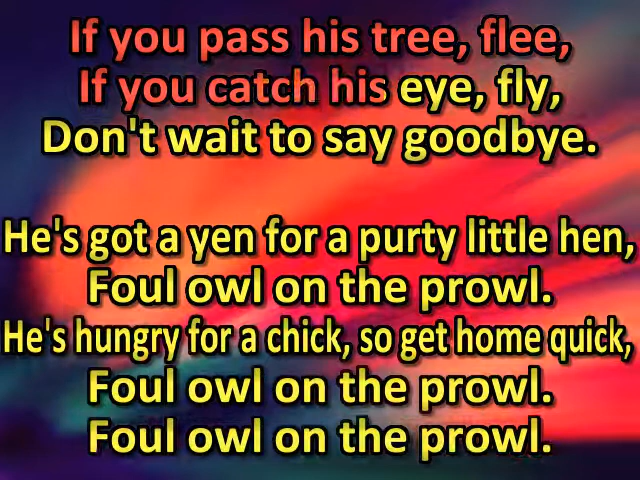 If you pass his tree, flee,
If you catch his eye, fly,
Don't wait to say goodbye.
He's got a yen for a purty little hen,
Foul owl on the prowl.
He's hungry for a chick, so get home quick,
Foul owl on the prowl.
Foul owl on the prowl.